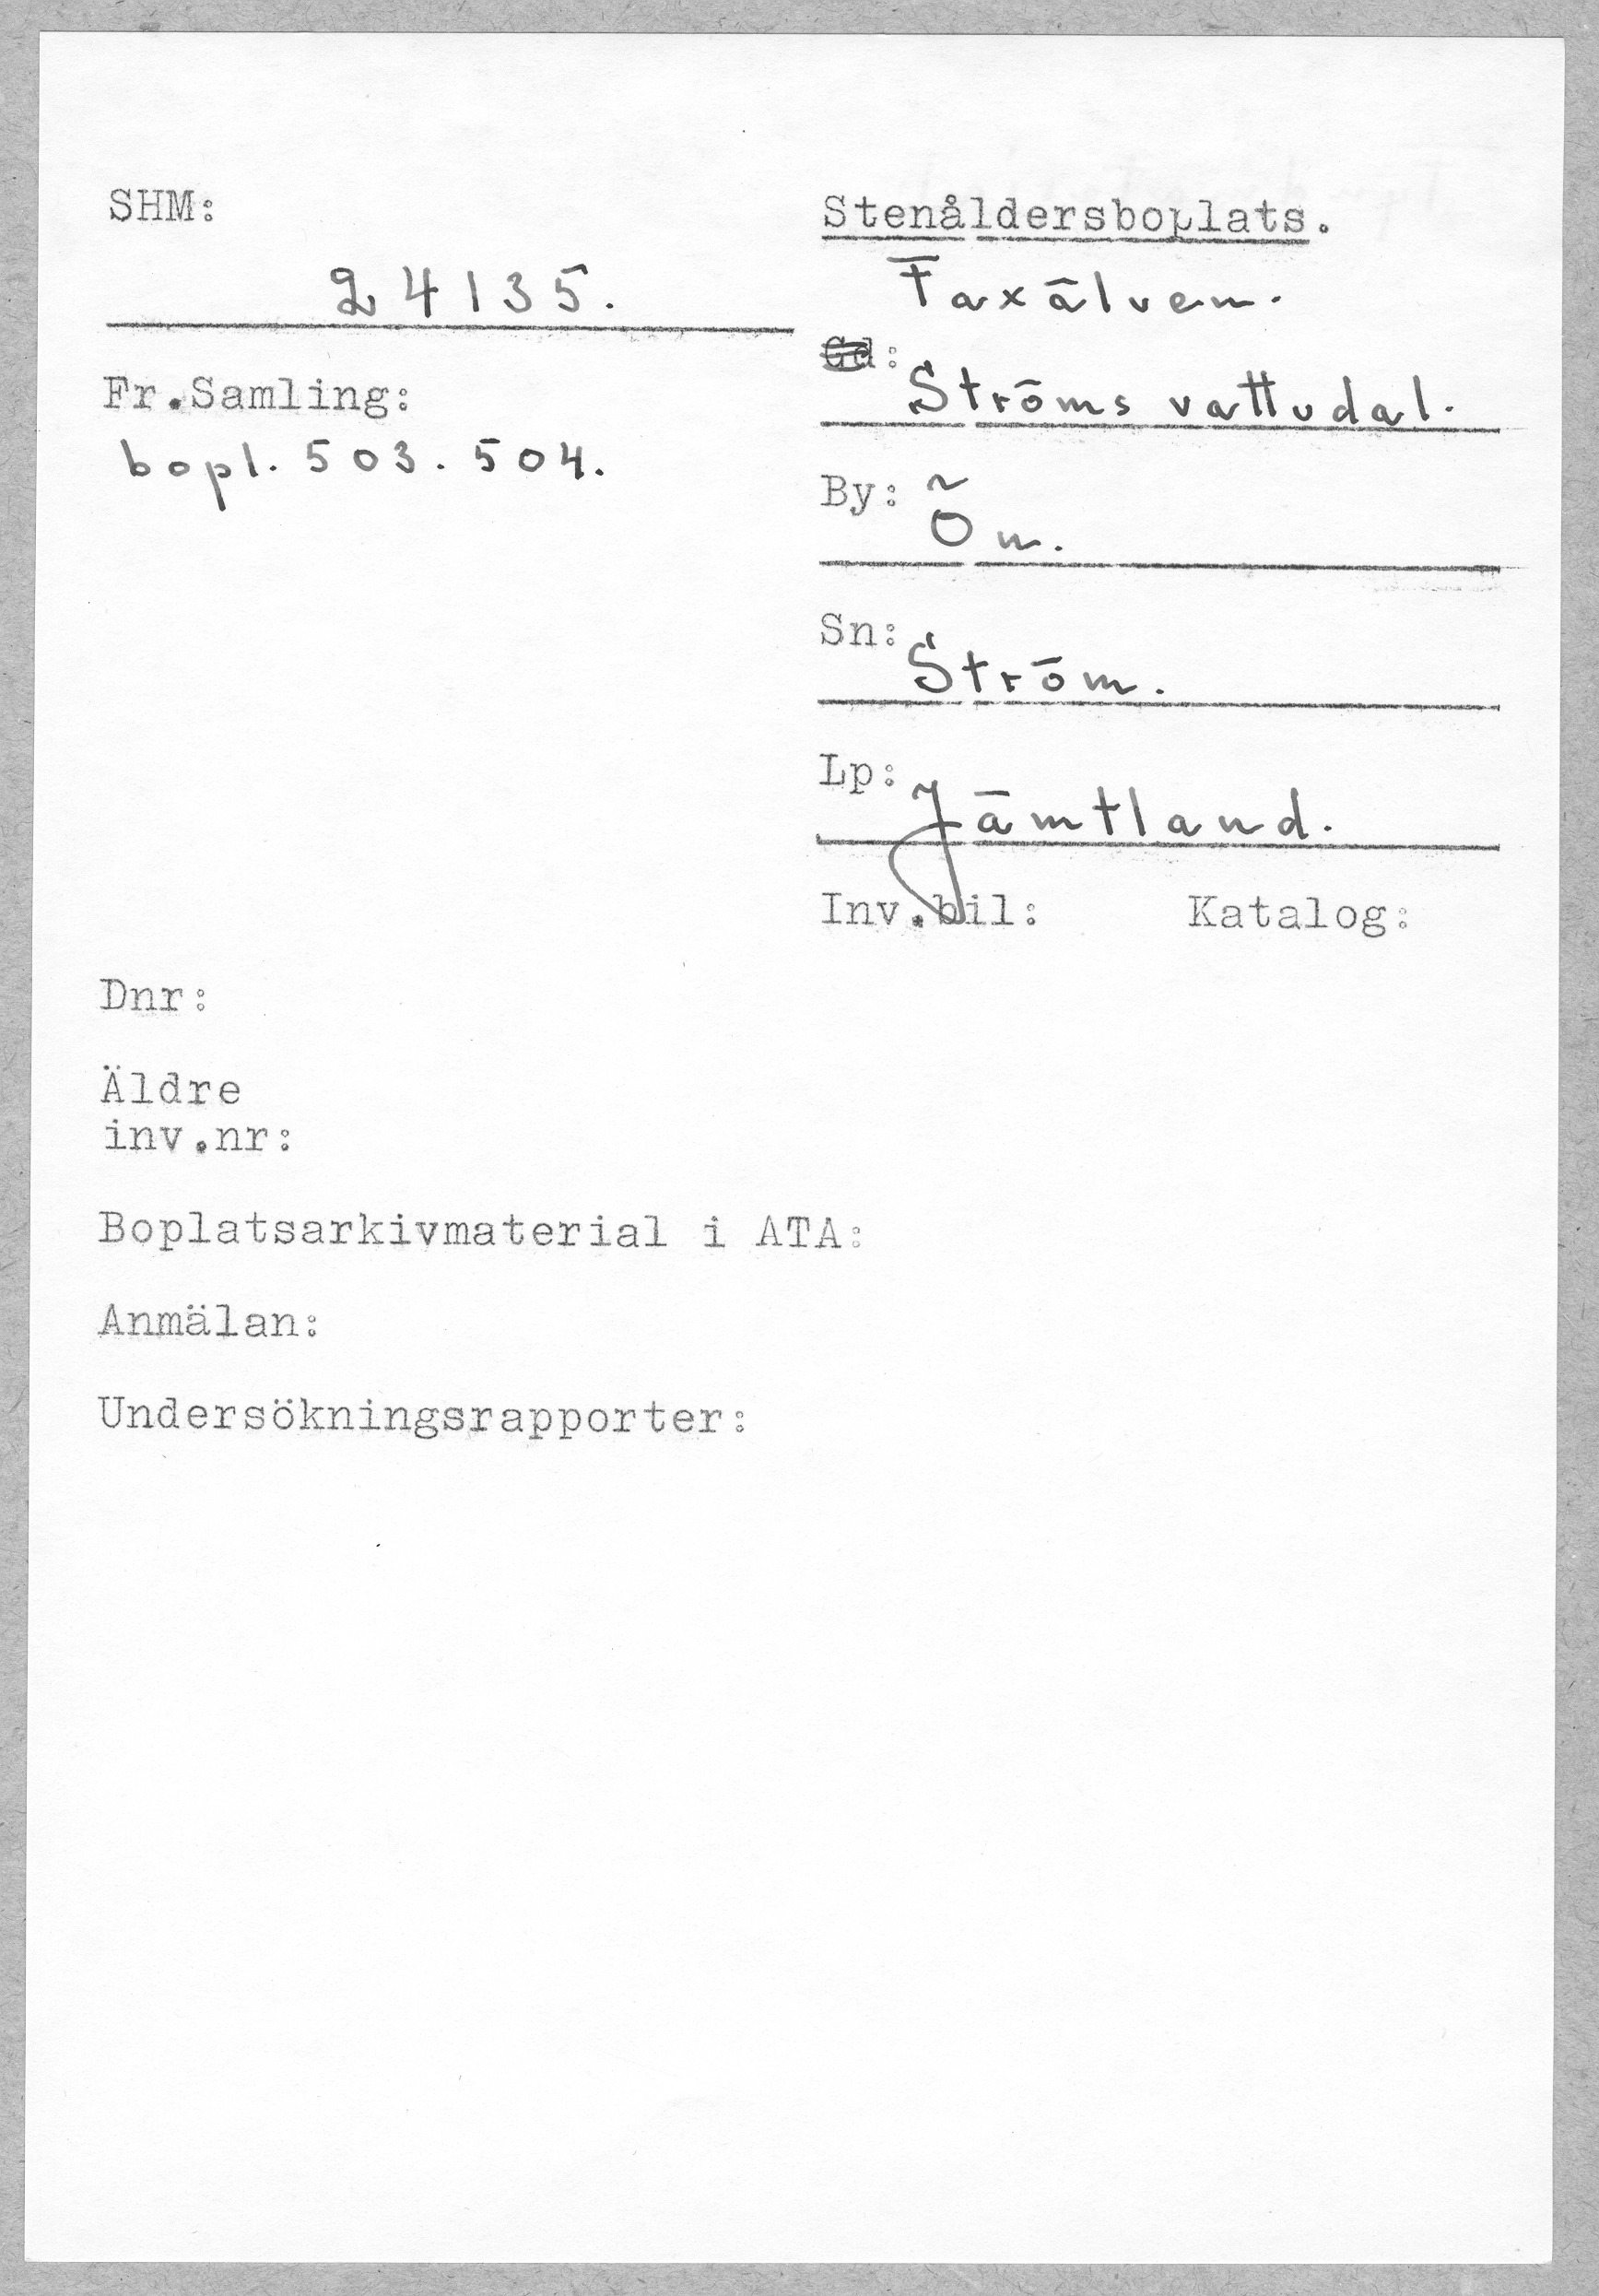 SHM:
24135.
Fr.Samling:
bopl. 503. 504.
Stenåldersboplats.
Faxälven.
Gd:
Ströms vattudal.
By: Ön.
Sn: Ström.
Lp: Jämtland.
Inv.bil: Katalog:
Dnr:
Äldre
inv.nr:
Boplatsarkivmaterial i ATA:
Anmälan:
Undersökningsrapporter: